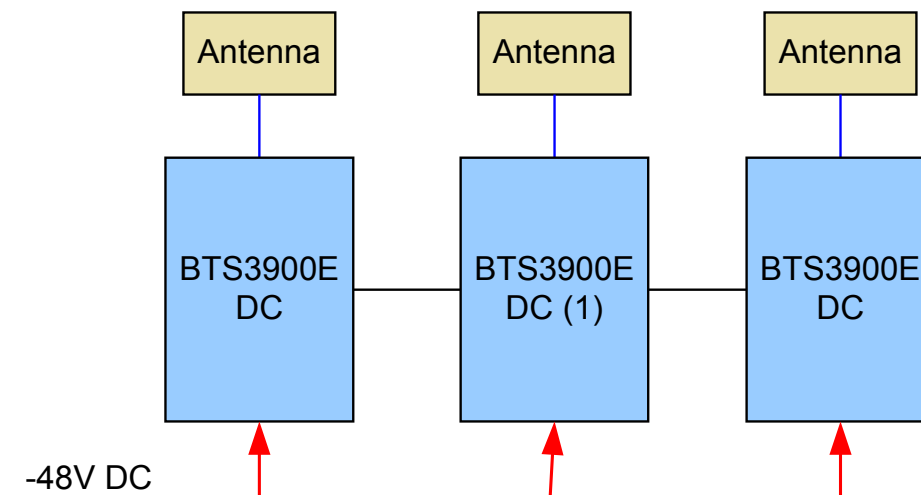 Antenna
Antenna
Antenna
BTS3900E
DC
BTS3900E
DC (1)
BTS3900E
DC
-48V DC